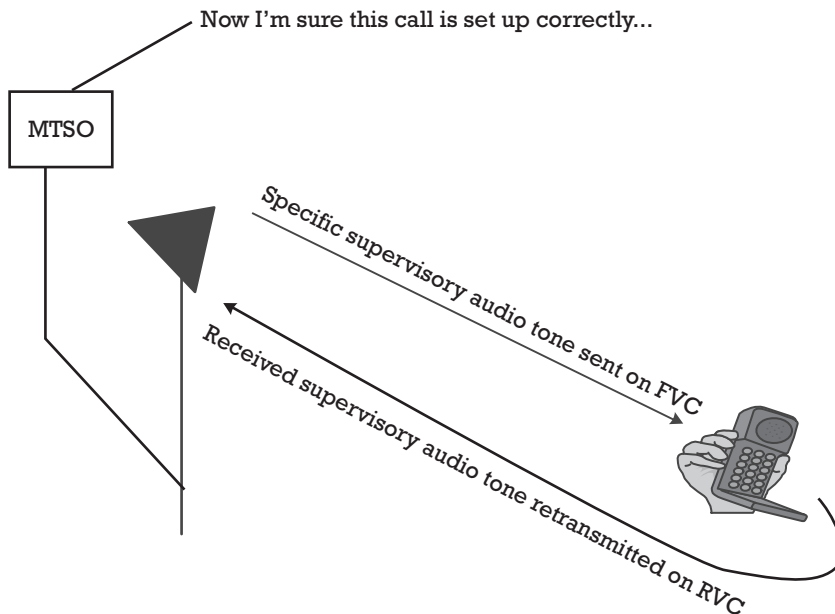 Now I’m sure this call is set up correctly...
MTSO
Specific supervisory audio tone sent on FVC
Received supervisory audio tone retransmitted on RVC